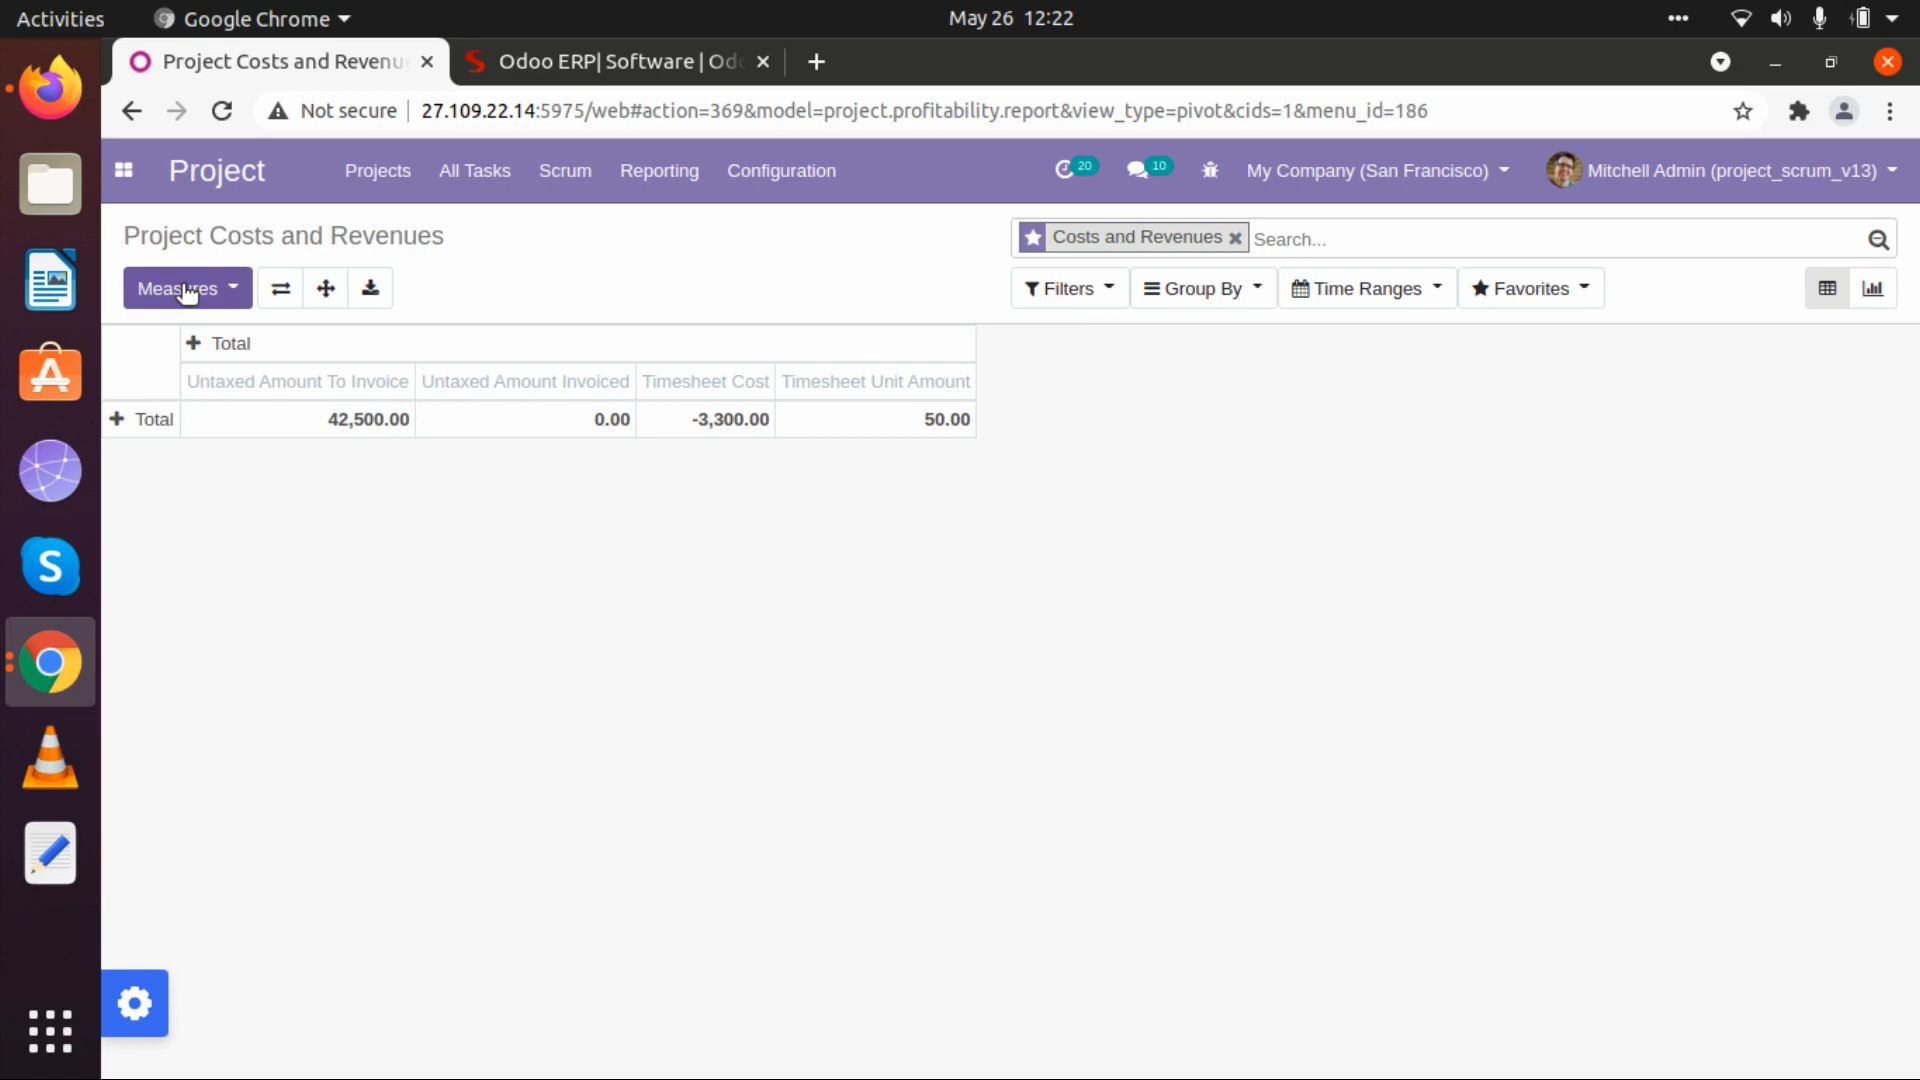 Activities Google Chrome May 26 12:22
Project Costs and Revenu Odoo ERP| Software | Od
Not secure 27.109.22.14:5975/web#action=369&model=project.profitability.report&view_type=pivot&cids=1&menu_id=186
Project Projects All Tasks Scrum Reporting Configuration 20 10 My Company (San Francisco) Mitchell Admin (project_scrum_v13)
Project Costs and Revenues Costs and Revenues Search...
Measures Filters Group By Time Ranges Favorites
Total
Untaxed Amount To Invoice Untaxed Amount Invoiced Timesheet Cost Timesheet Unit Amount
Total 42,500.00 0.00 -3,300.00 50.00